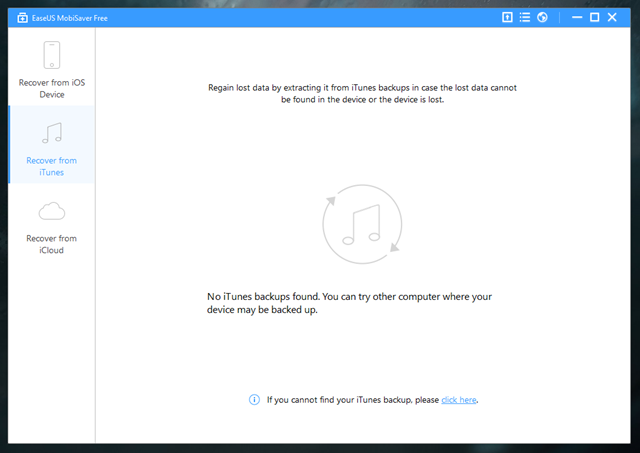 EaseUS MobiSaver Free
Recover from iOS
Device
Recover from
iTunes
Recover from
iCloud
Regain lost data by extracting it from iTunes backups in case the lost data cannot
be found in the device or the device is lost.
No iTunes backups found. You can try other computer where your
device may be backed up.
If you cannot find your iTunes backup, please click here.